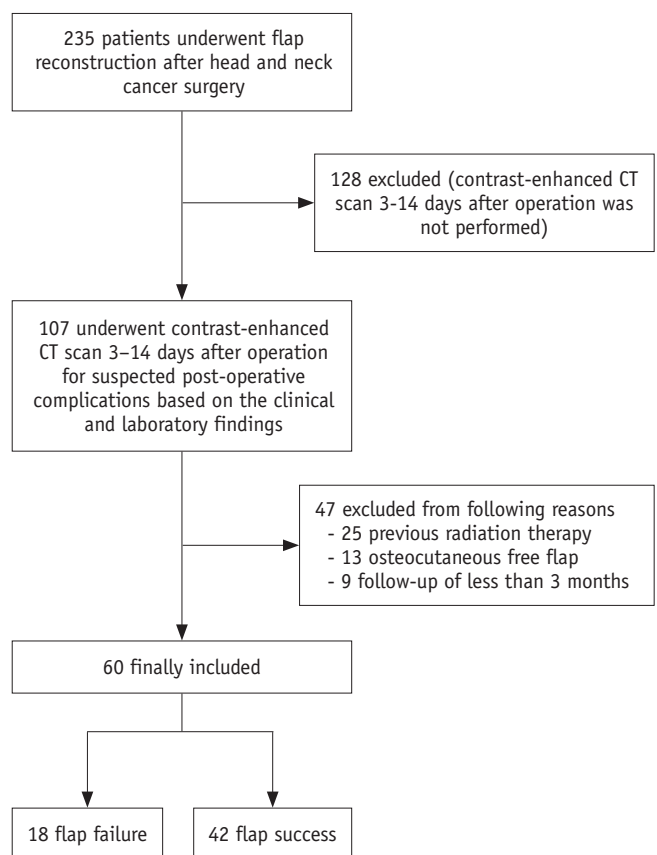 235 patients underwent flap
reconstruction after head and neck
cancer surgery
128 excluded (contrast-enhanced CT
scan 3-14 days after operation was
not performed)
107 underwent contrast-enhanced
CT scan 3–14 days after operation
for suspected post-operative
complications based on the clinical
and laboratory findings
47 excluded from following reasons
- 25 previous radiation therapy
- 13 osteocutaneous free flap
- 9 follow-up of less than 3 months
60 finally included
18 flap failure
42 flap success